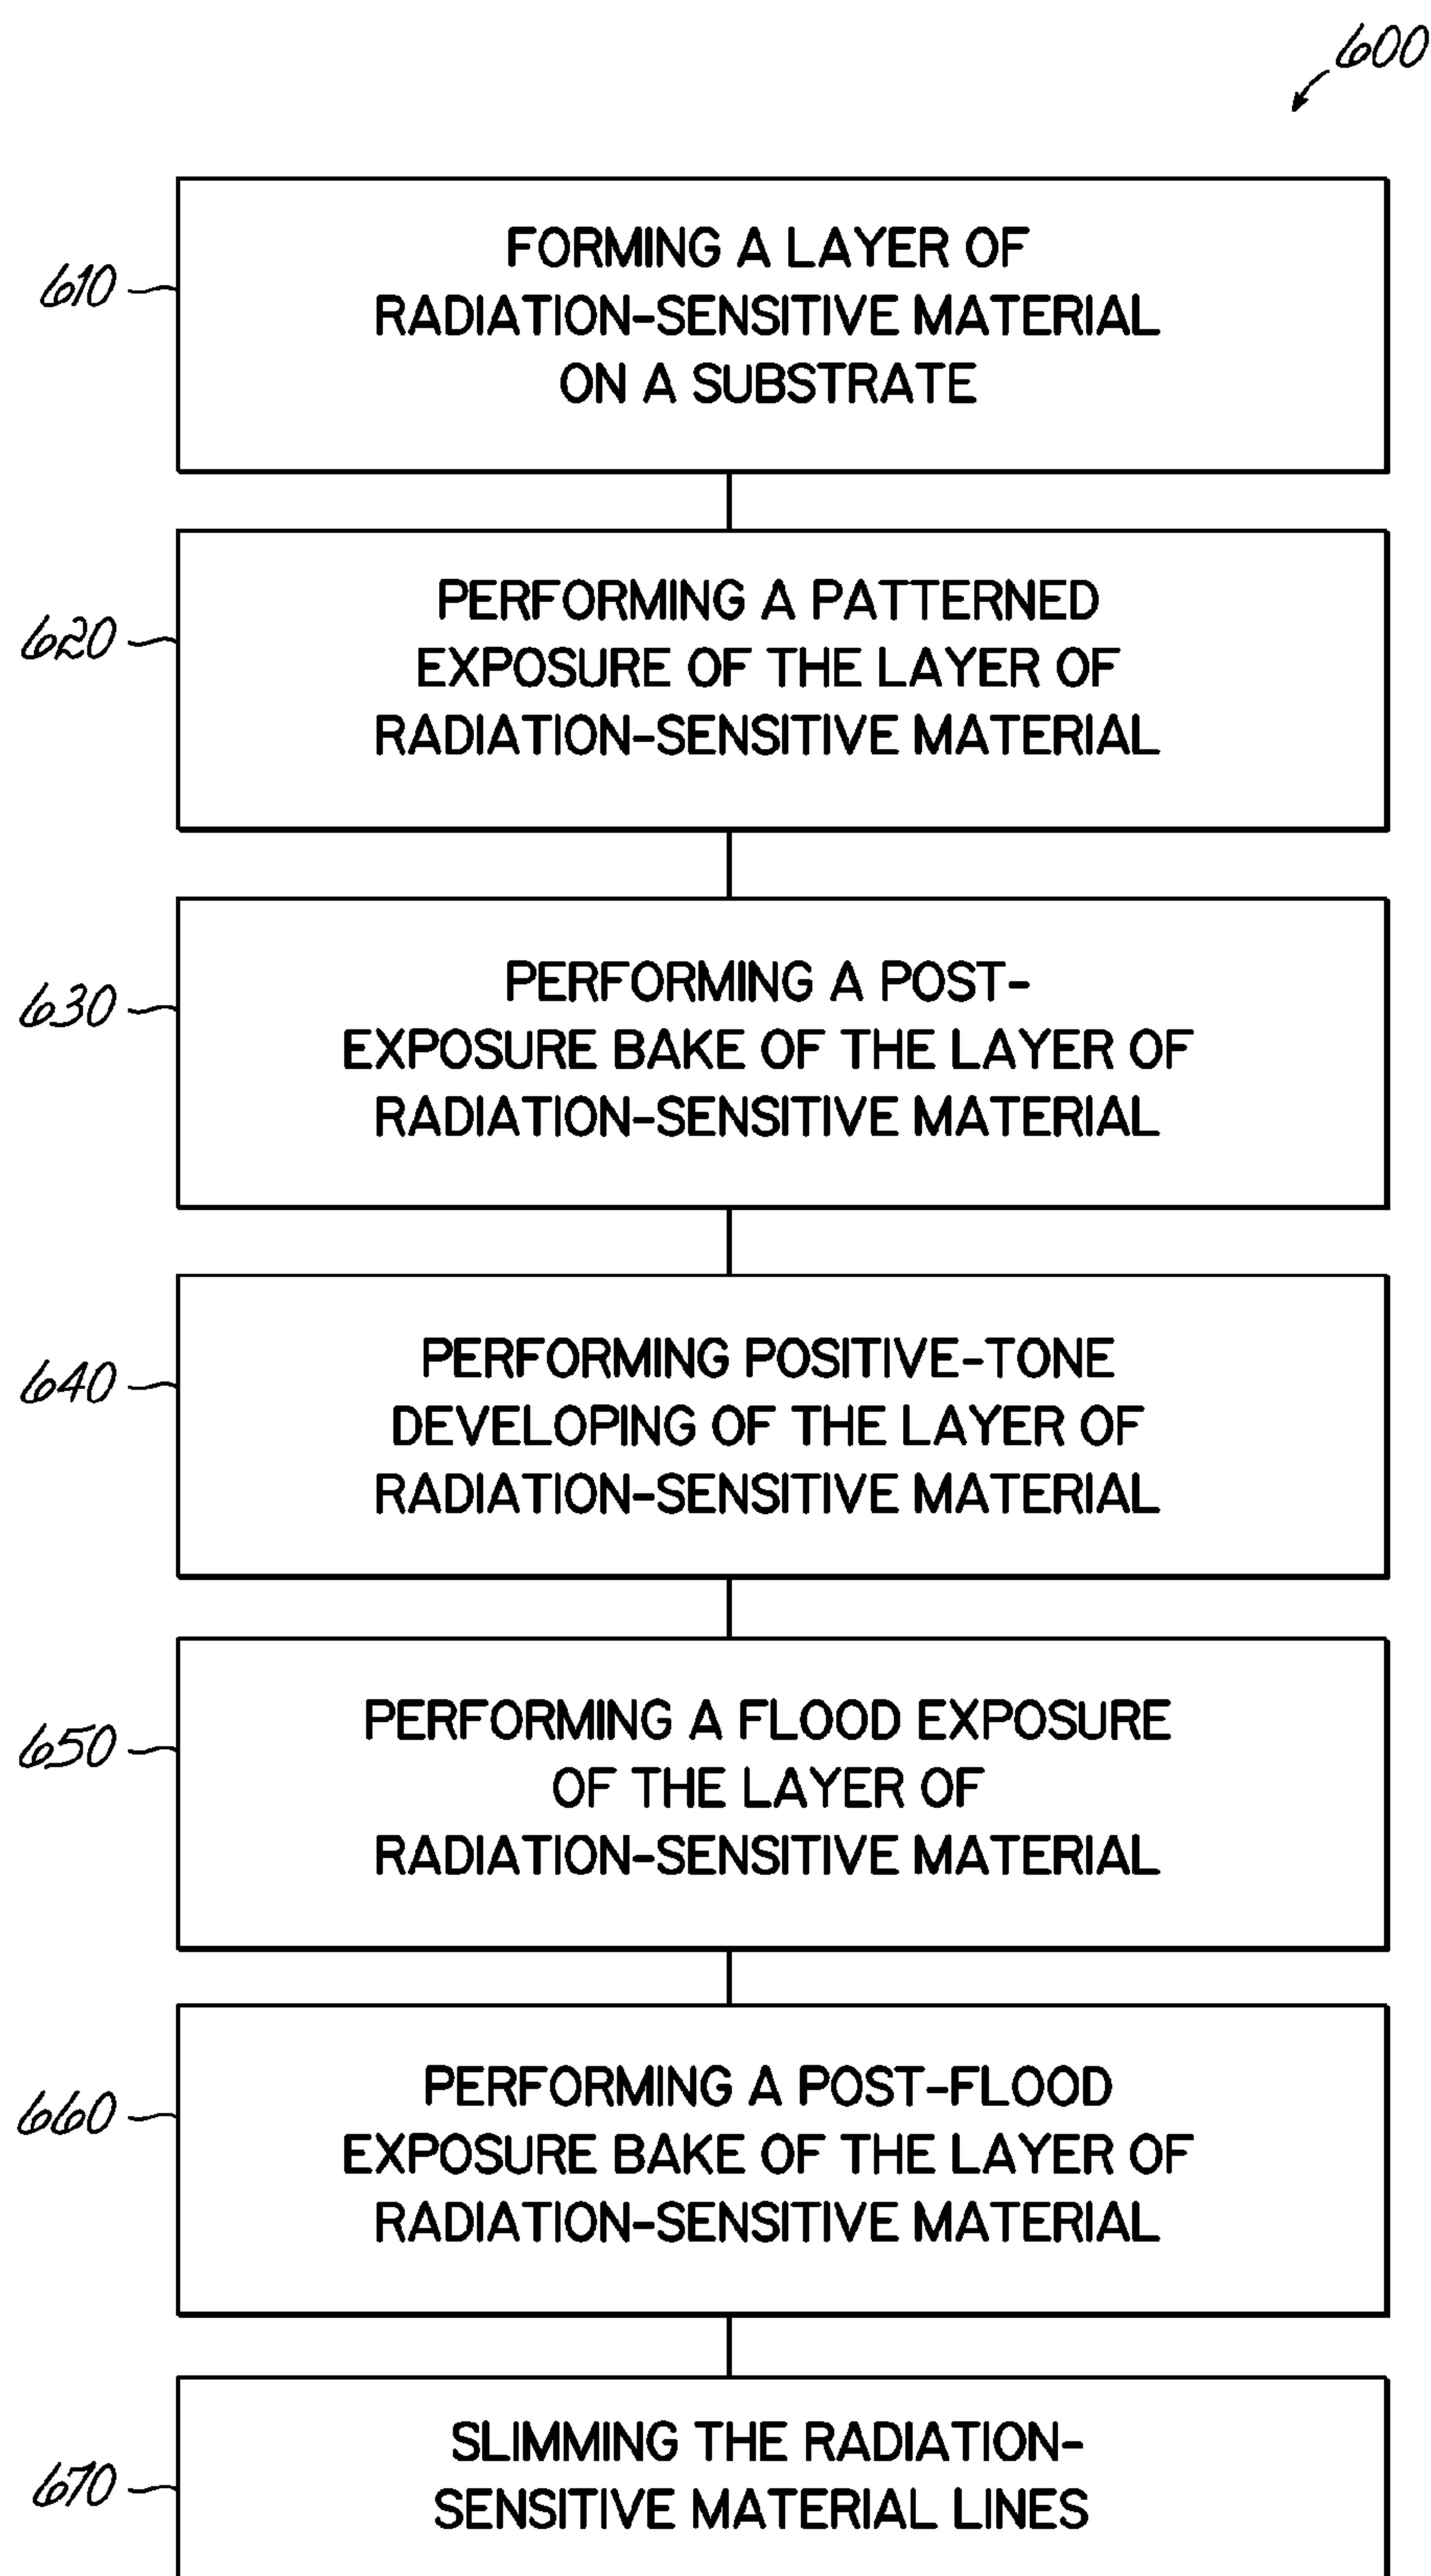 600
610
FORMING A LAYER OF
RADIATION-SENSITIVE MATERIAL
ON A SUBSTRATE
620
PERFORMING A PATTERNED
EXPOSURE OF THE LAYER OF
RADIATION-SENSITIVE MATERIAL
630
PERFORMING A POST-
EXPOSURE BAKE OF THE LAYER OF
RADIATION-SENSITIVE MATERIAL
640
PERFORMING POSITIVE-TONE
DEVELOPING OF THE LAYER OF
RADIATION-SENSITIVE MATERIAL
650
PERFORMING A FLOOD EXPOSURE
OF THE LAYER OF
RADIATION-SENSITIVE MATERIAL
660
PERFORMING A POST-FLOOD
EXPOSURE BAKE OF THE LAYER OF
RADIATION-SENSITIVE MATERIAL
670
SLIMMING THE RADIATION-
SENSITIVE MATERIAL LINES